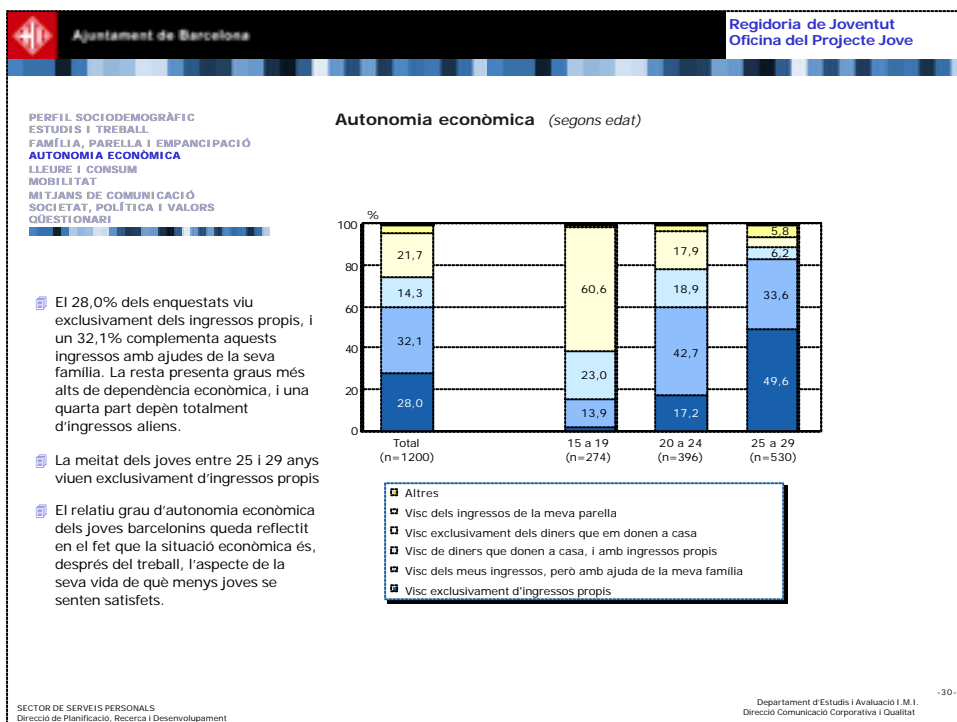 Ajuntament de Barcelona
Regidoria de Joventut
Oficina del Projecte Jove
PERFIL SOCIODEMOGRÀFIC
ESTUDIS I TREBALL
FAMÍLIA, PARELLA I EMPANCIPACIÓ
AUTONOMIA ECONÒMICA
LLEURE I CONSUM
MOBILITAT
MITJANS DE COMUNICACIÓ
SOCIETAT, POLÍTICA I VALORS
QÜESTIONARI
Autonomia econòmica (segons edat)
El 28,0% dels enquestats viu
exclusivament dels ingressos propis, i
un 32,1% complementa aquests
ingressos amb ajudes de la seva
família. La resta presenta graus més
alts de dependència econòmica, i una
quarta part depèn totalment
d'ingressos aliens.
La meitat dels joves entre 25 i 29 anys
viuen exclusivament d'ingressos propis
El relatiu grau d'autonomia econòmica
dels joves barcelonins queda reflectit
en el fet que la situació econòmica és,
després del treball, l'aspecte de la
seva vida de què menys joves se
senten satisfets.
%
100
80
60
40
20
0
21,7
14,3
32,1
28,0
60,6
23,0
13,9
17,9
18,9
42,7
17,2
5,8
6,2
33,6
49,6
Total
(n=1200)
15 a 19
(n=274)
20 a 24
(n=396)
25 a 29
(n=530)
Altres
Visc dels ingressos de la meva parella
Visc exclusivament dels diners que em donen a casa
Visc de diners que donen a casa, i amb ingressos propis
Visc dels meus ingressos, però amb ajuda de la meva família
Visc exclusivament d'ingressos propis
SECTOR DE SERVEIS PERSONALS
Direcció de Planificació, Recerca i Desenvolupament
Departament d'Estudis i Avaluació I.M.I.
Direcció Comunicació Corporativa i Qualitat
-30-